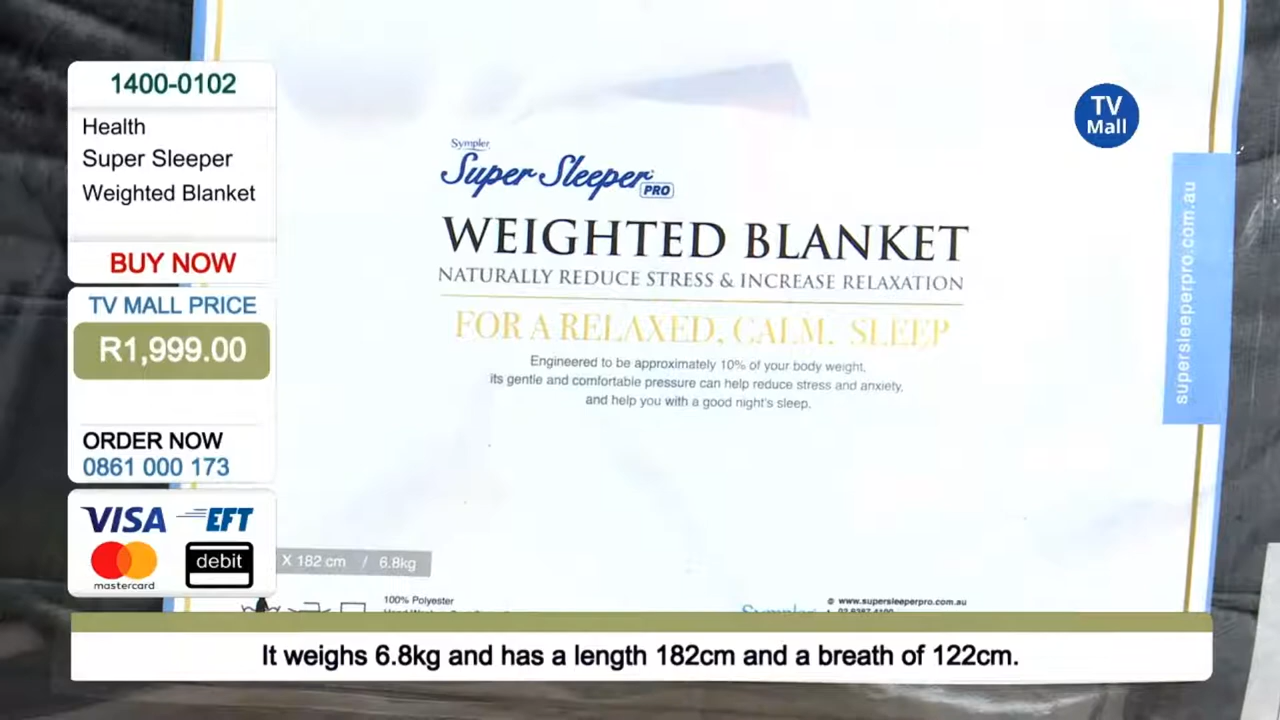 1400-0102
Health
Super Sleeper
Weighted Blanket
BUY NOW
TV MALL PRICE
R1,999.00
ORDER NOW
0861 000 173
VISA EFT
mastercard debit
TV
Mall
Sympler
Super Sleeper PRO
WEIGHTED BLANKET
NATURALLY REDUCE STRESS & INCREASE RELAXATION
FOR A RELAXED, CALM, SLEEP
Engineered to be approximately 10% of your body weight,
its gentle and comfortable pressure can help reduce stress and anxiety,
and help you with a good night's sleep.
supersleeperpro.com.au
X 182 cm / 6.8kg
100% Polyester
Sympler
www.supersleeperpro.com.au
It weighs 6.8kg and has a length 182cm and a breath of 122cm.